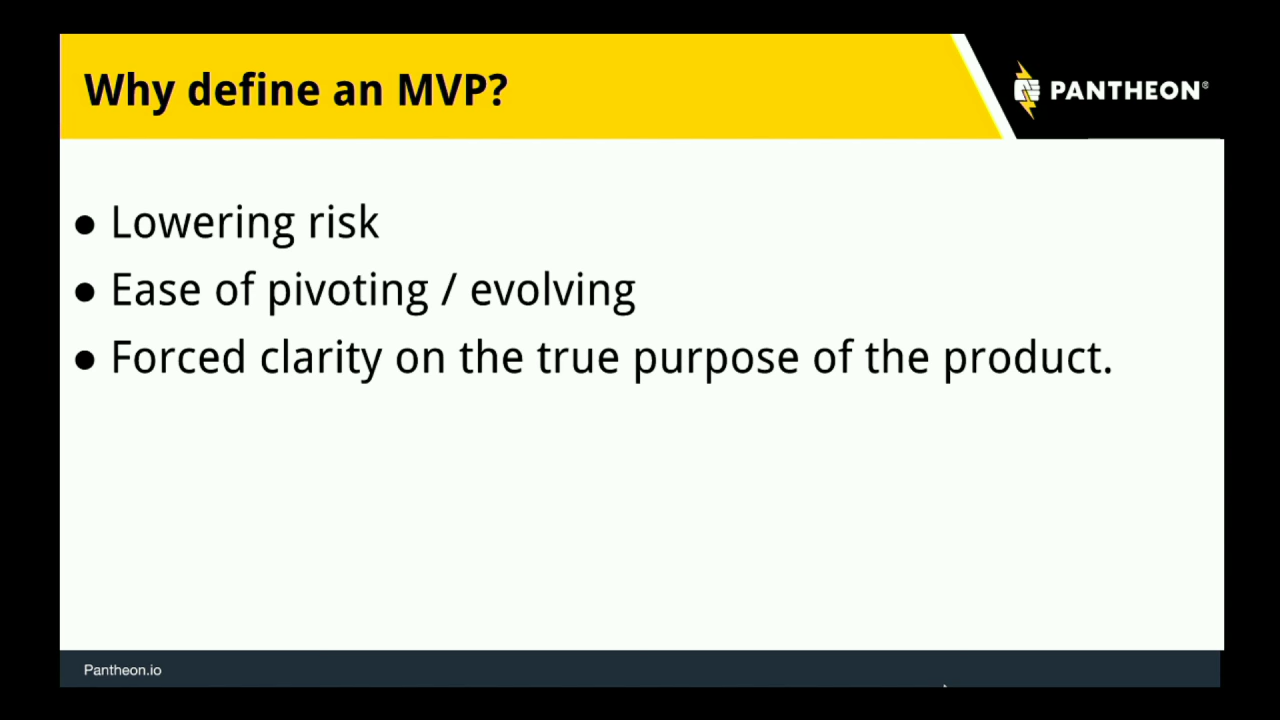 Why define an MVP?
PANTHEON®
● Lowering risk
● Ease of pivoting / evolving
● Forced clarity on the true purpose of the product.
Pantheon.io